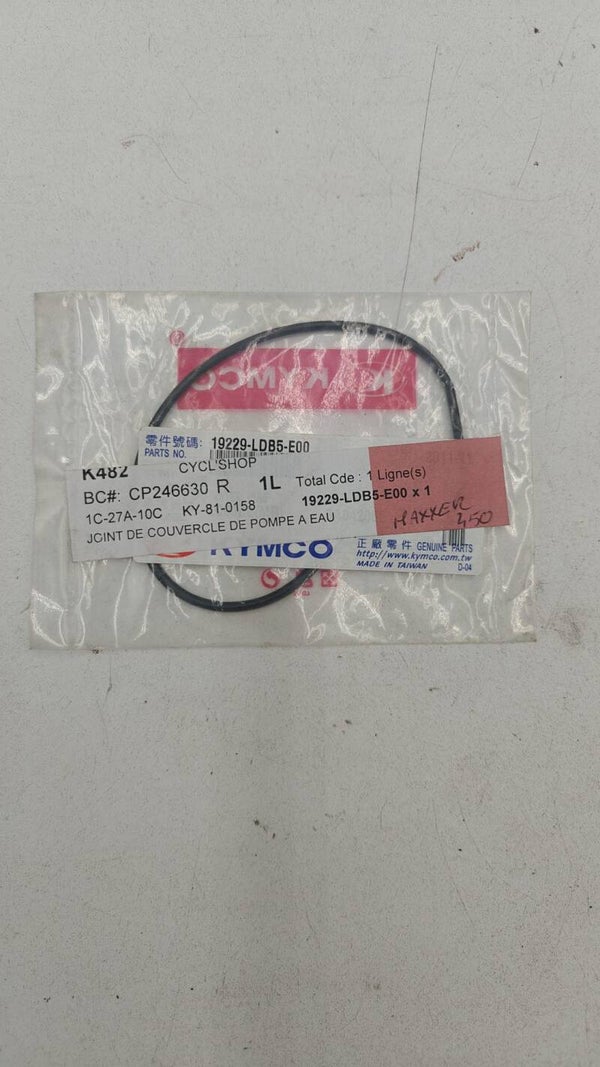 KYMCO
零件號碼: 19229-LDB5-E00
PARTS NO.
K482 CYCL'SHOP
BC#: CP246630 R 1L Total Cde : 1 Ligne(s)
1C-27A-10C KY-81-0158 19229-LDB5-E00 x 1
JOINT DE COUVERCLE DE POMPE A EAU
MAXXER 450
KYMCO 正廠零件 GENUINE PARTS
http://www.kymco.com.tw
MADE IN TAIWAN D-04